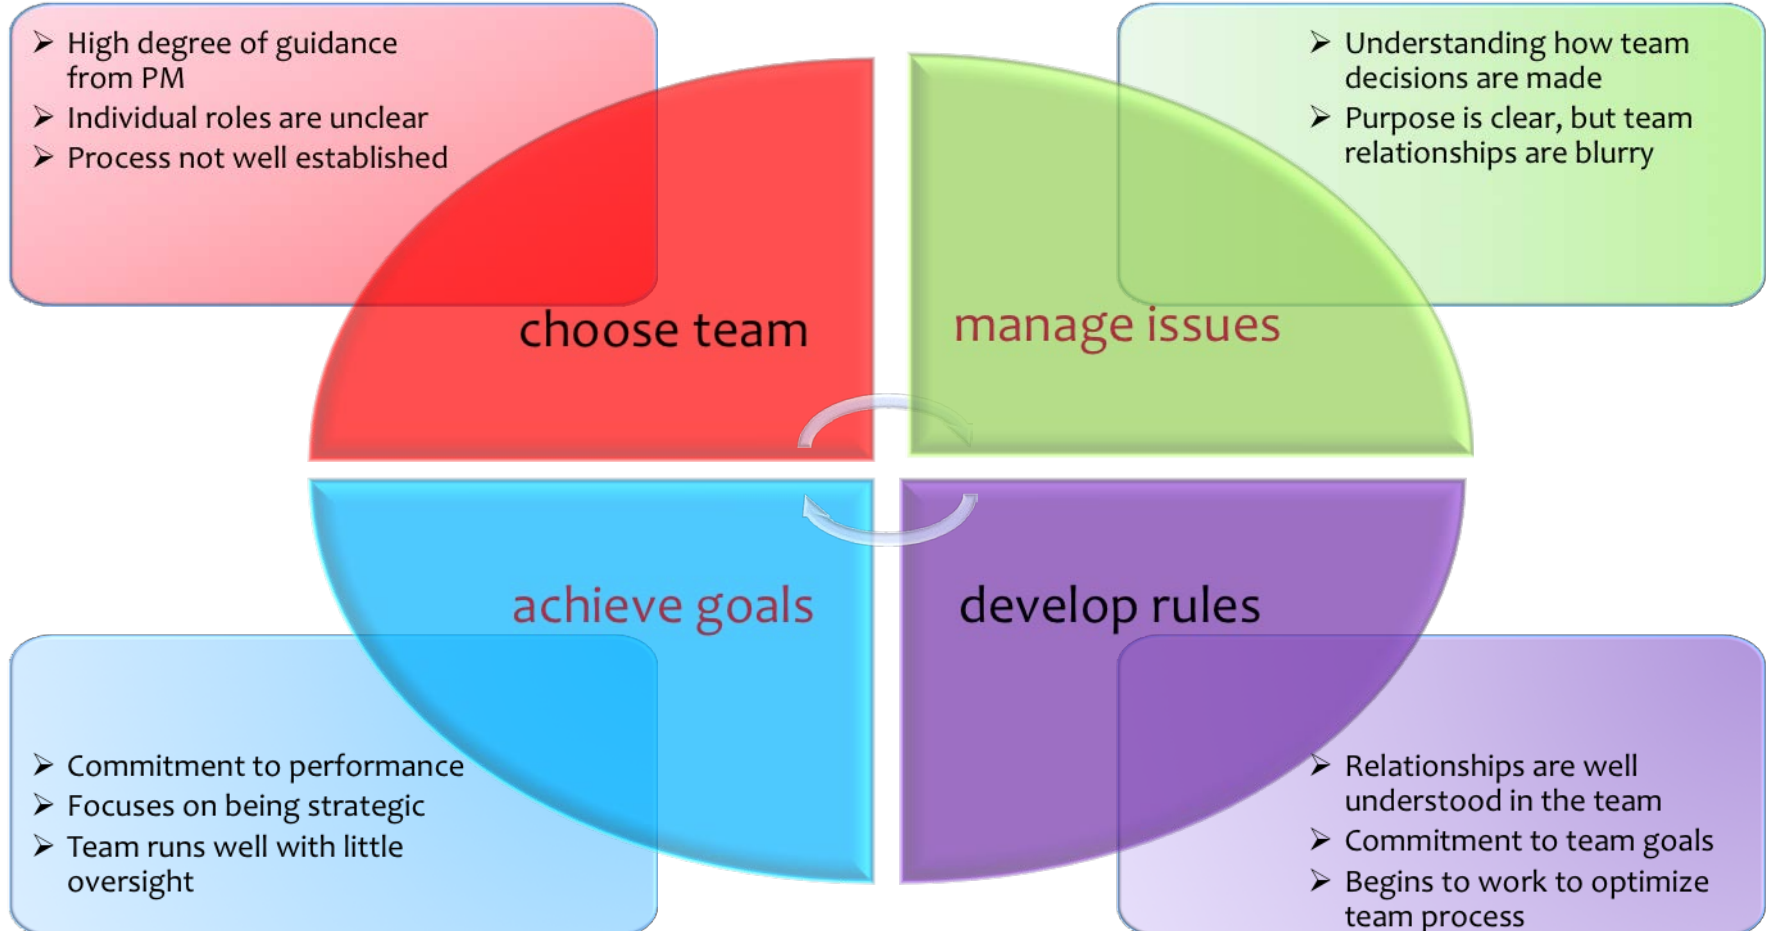 ➤ High degree of guidance
from PM
➤ Individual roles are unclear
➤ Process not well established
➤ Understanding how team
decisions are made
➤ Purpose is clear, but team
relationships are blurry
choose team
manage issues
achieve goals
develop rules
➤ Commitment to performance
➤ Focuses on being strategic
➤ Team runs well with little
oversight
➤ Relationships are well
understood in the team
➤ Commitment to team goals
➤ Begins to work to optimize
team process